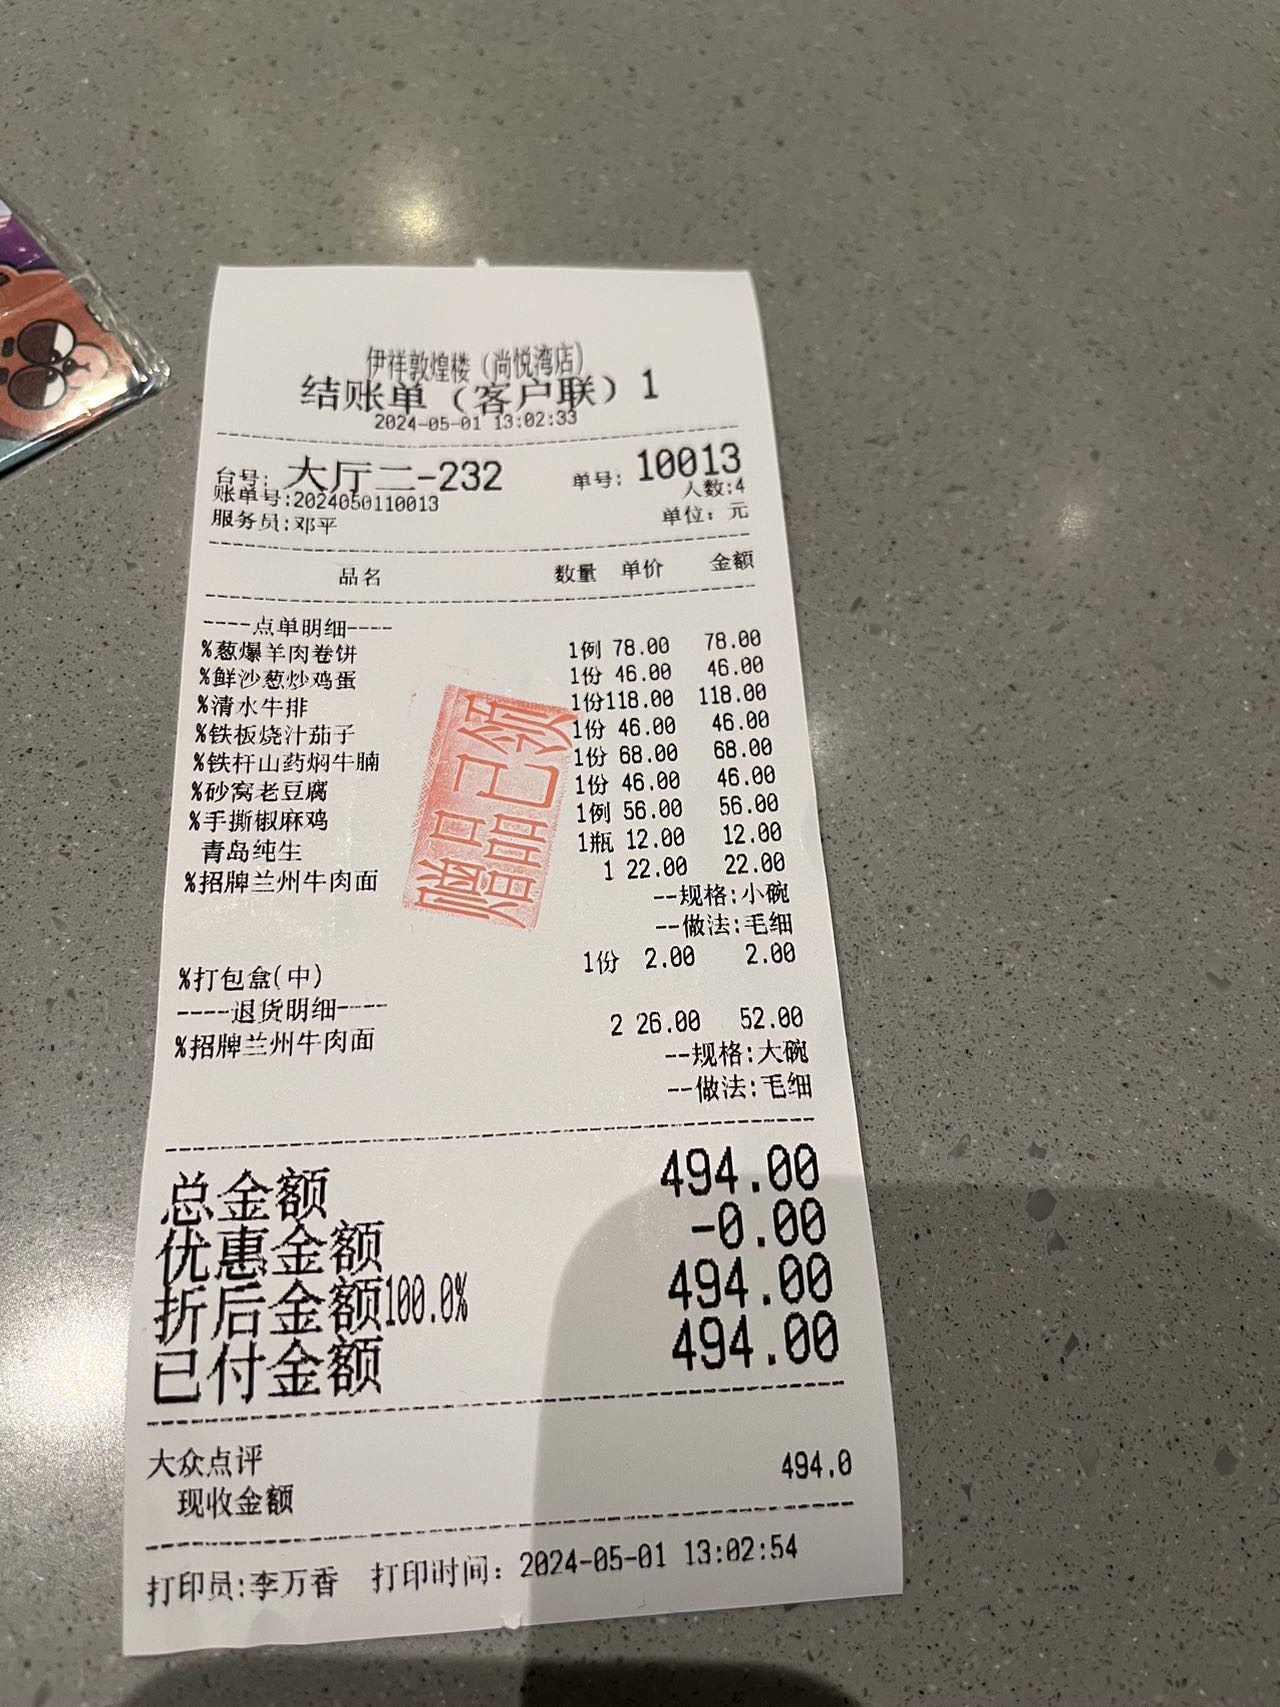 伊祥敦煌楼（尚悦湾店）
结账单（客户联）1
2024-05-01 13:02:33
台号: 大厅二-232 单号: 10013
账单号:2024050110013 人数:4
服务员:邓平 单位: 元
品名 数量 单价 金额
----点单明细----
%葱爆羊肉卷饼 1例 78.00 78.00
%鲜沙葱炒鸡蛋 1份 46.00 46.00
%清水牛排 1份118.00 118.00
%铁板烧汁茄子 1份 46.00 46.00
%铁杆山药焖牛腩 1份 68.00 68.00
%砂窝老豆腐 1份 46.00 46.00
%手撕椒麻鸡 1例 56.00 56.00
青岛纯生 1瓶 12.00 12.00
%招牌兰州牛肉面 1 22.00 22.00
--规格:小碗
--做法:毛细
%打包盒(中) 1份 2.00 2.00
----退货明细----
%招牌兰州牛肉面 2 26.00 52.00
--规格:大碗
--做法:毛细
赠品已领
总金额 494.00
优惠金额 -0.00
折后金额100.0% 494.00
已付金额 494.00
大众点评 494.0
现收金额
打印员:李万香 打印时间: 2024-05-01 13:02:54